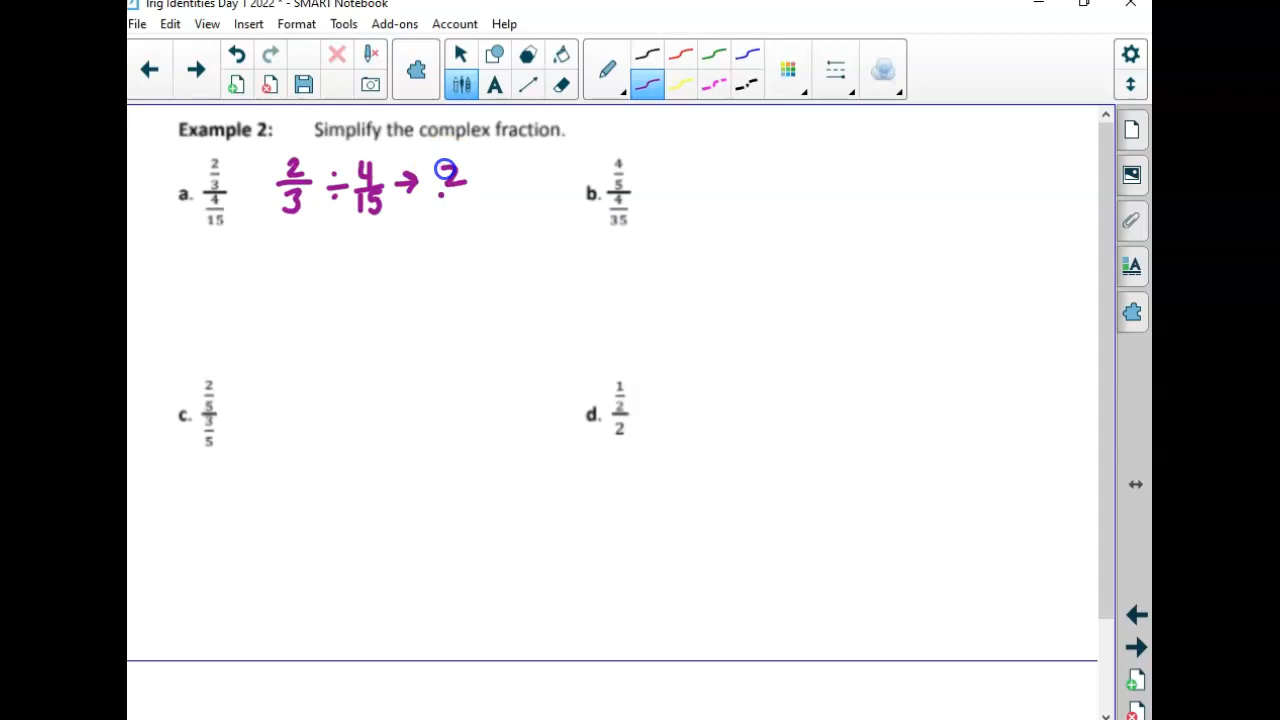 Trig Identities Day 1 2022 * - SMART Notebook
File Edit View Insert Format Tools Add-ons Account Help
Example 2: Simplify the complex fraction.
a. 2/3 / 4/15 2/3 ÷ 4/15 → 2
b. 4/5 / 4/35
c. 2/5 / 3/5
d. 1/2 / 2